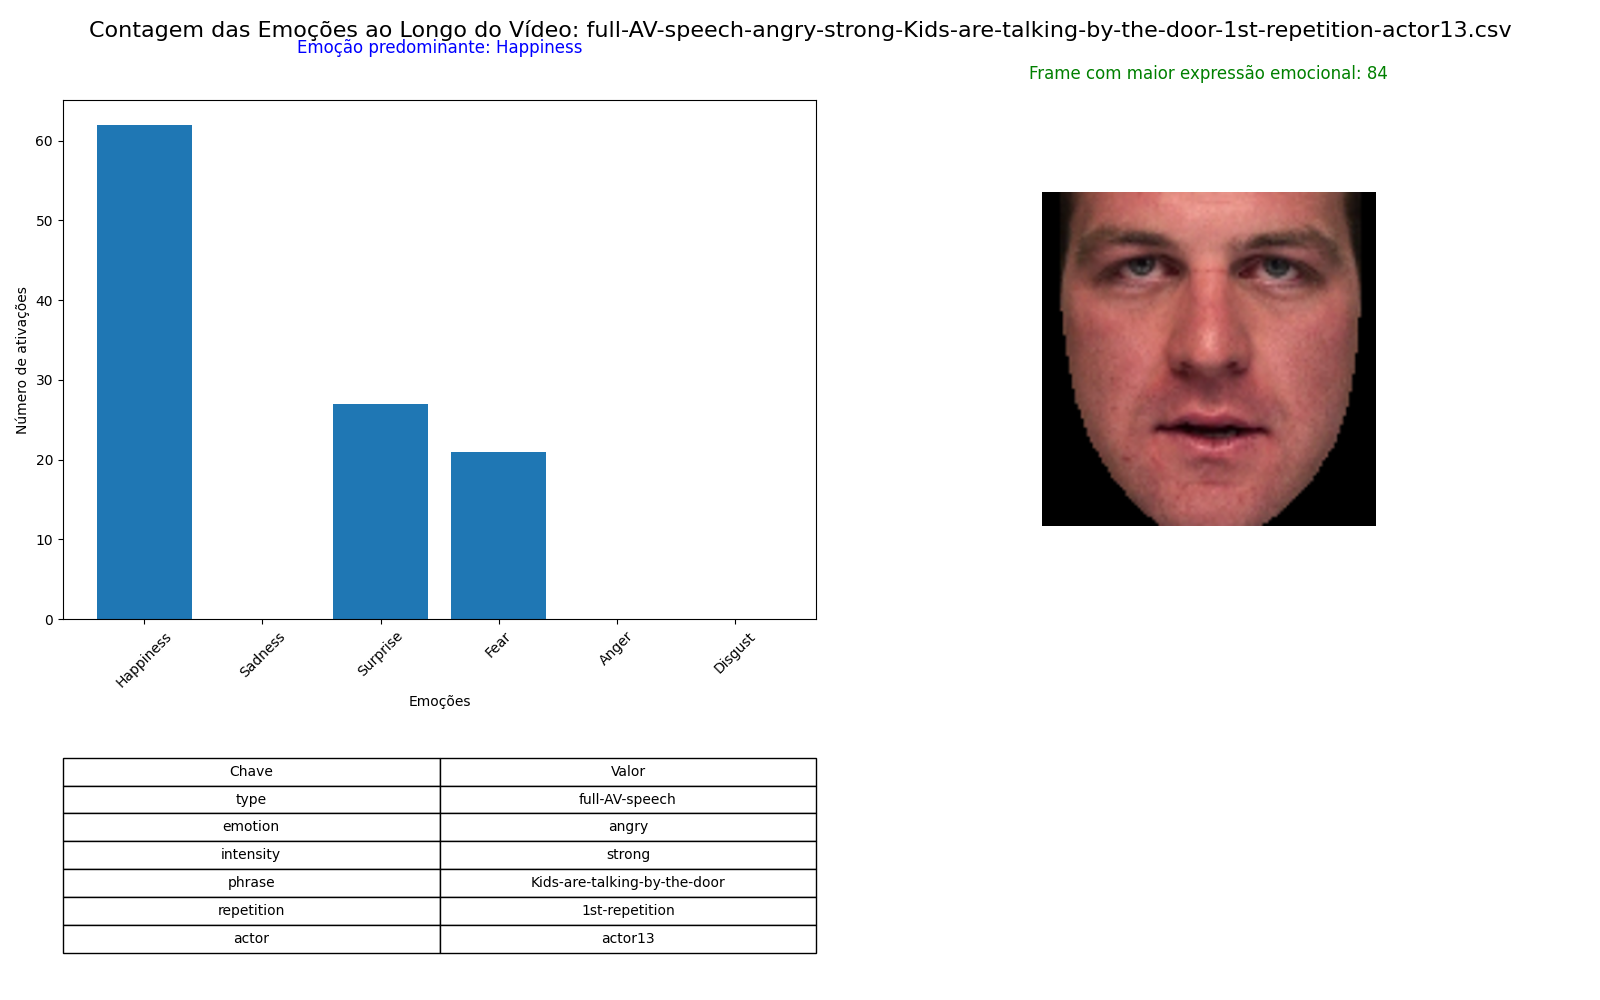 Contagem das Emoções ao Longo do Vídeo: full-AV-speech-angry-strong-Kids-are-talking-by-the-door-1st-repetition-actor13.csv
Emoção predominante: Happiness
Frame com maior expressão emocional: 84
60
50
40
30
20
10
0
Número de ativações
Happiness
Sadness
Surprise
Fear
Anger
Disgust
Emoções
Chave Valor
type full-AV-speech
emotion angry
intensity strong
phrase Kids-are-talking-by-the-door
repetition 1st-repetition
actor actor13